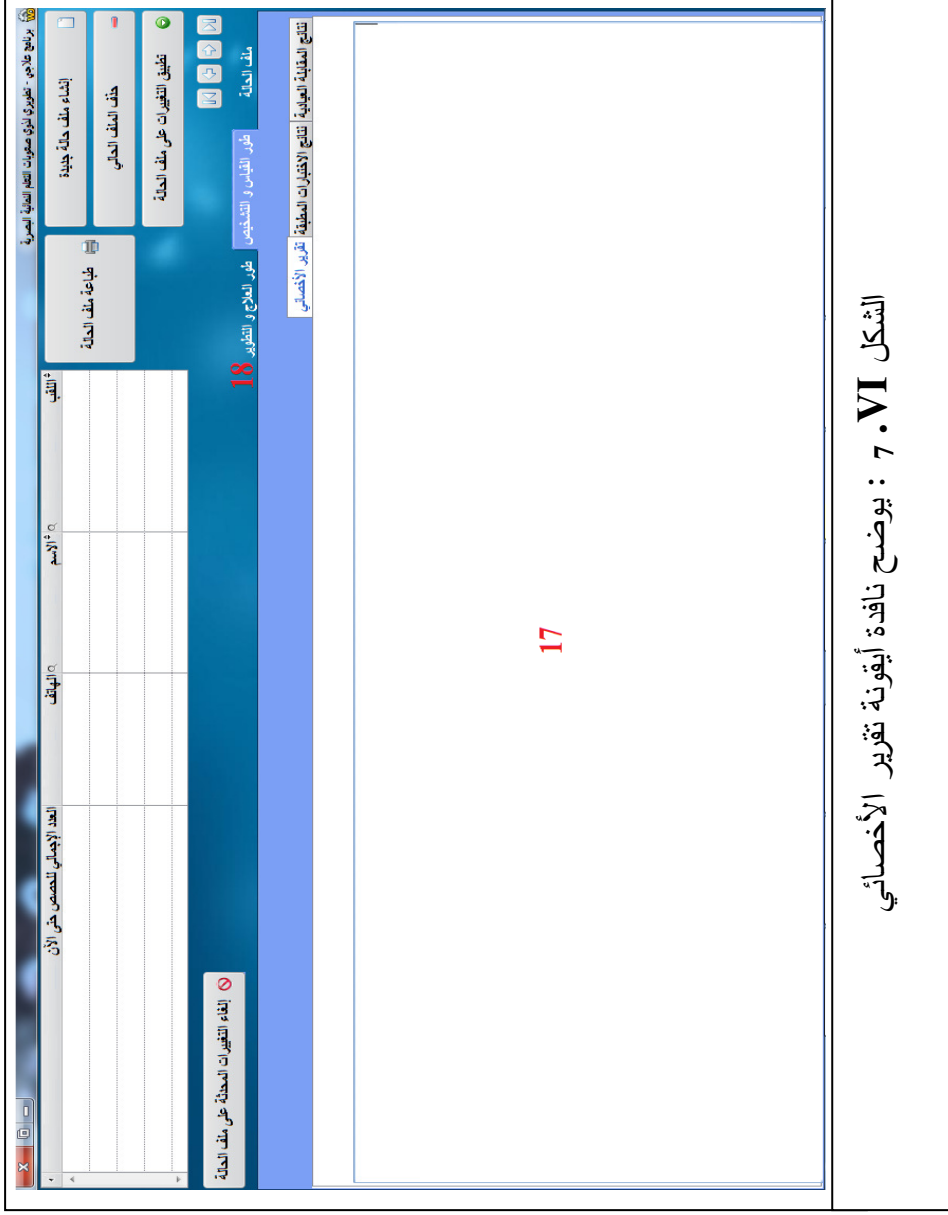 برنامج علاجي - تطويري لذوي صعوبات التعلم النمائية البصرية
إنشاء ملف حالة جديدة
حذف الملف الحالي
تطبيق التغييرات على ملف الحالة
طباعة ملف الحالة
اللقب
الاسم
الهاتف
العدد الإجمالي للحصص حتى الآن
إلغاء التغييرات المحدثة على ملف الحالة
ملف الحالة
طور القياس و التشخيص
طور العلاج و التطوير 18
نتائج المقابلة العيادية
نتائج الاختبارات المطبقة
تقرير الأخصائي
17
الشكل VI. 7 : يوضح نافدة أيقونة تقرير الأخصائي